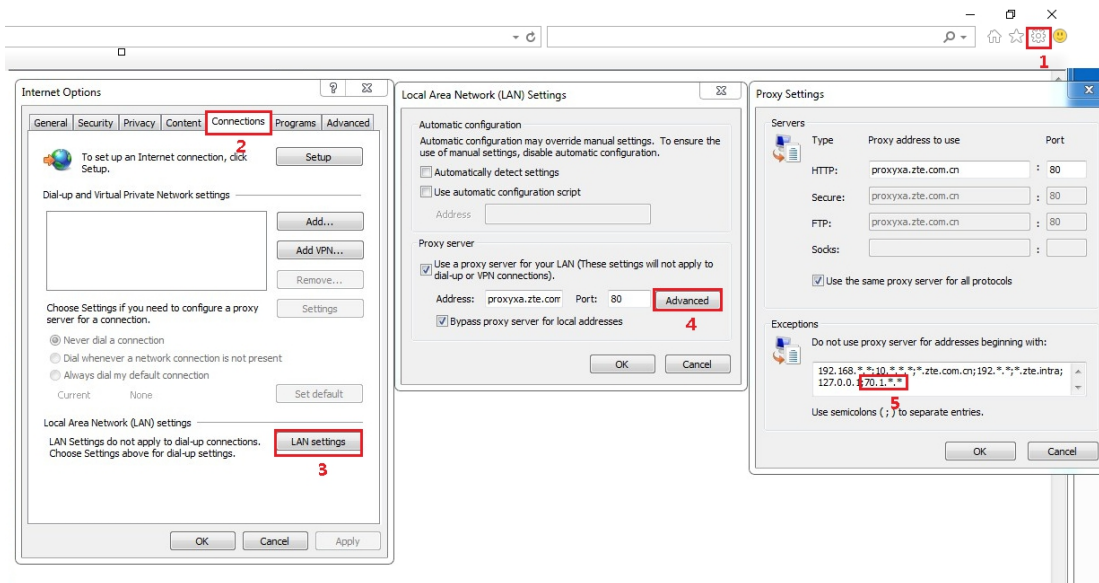 1
Internet Options
General Security Privacy Content Connections Programs Advanced
2
To set up an Internet connection, click
Setup.
Setup
Dial-up and Virtual Private Network settings
Add...
Add VPN...
Remove...
Choose Settings if you need to configure a proxy
server for a connection.
Settings
Never dial a connection
Dial whenever a network connection is not present
Always dial my default connection
Current None
Set default
Local Area Network (LAN) settings
LAN Settings do not apply to dial-up connections.
Choose Settings above for dial-up settings.
LAN settings
3
OK Cancel Apply
Local Area Network (LAN) Settings
Automatic configuration
Automatic configuration may override manual settings. To ensure the
use of manual settings, disable automatic configuration.
Automatically detect settings
Use automatic configuration script
Address
Proxy server
Use a proxy server for your LAN (These settings will not apply to
dial-up or VPN connections).
Address: proxyxa.zte.com Port: 80 Advanced
Bypass proxy server for local addresses
4
OK Cancel
Proxy Settings
Servers
Type Proxy address to use Port
HTTP: proxyxa.zte.com.cn : 80
Secure: proxyxa.zte.com.cn : 80
FTP: proxyxa.zte.com.cn : 80
Socks: :
Use the same proxy server for all protocols
Exceptions
Do not use proxy server for addresses beginning with:
192.168.*.*;10.*.*.*;*.zte.com.cn;192.*.*;*.zte.intra;
127.0.0.1;70.1.*.*
5
Use semicolons ( ; ) to separate entries.
OK Cancel